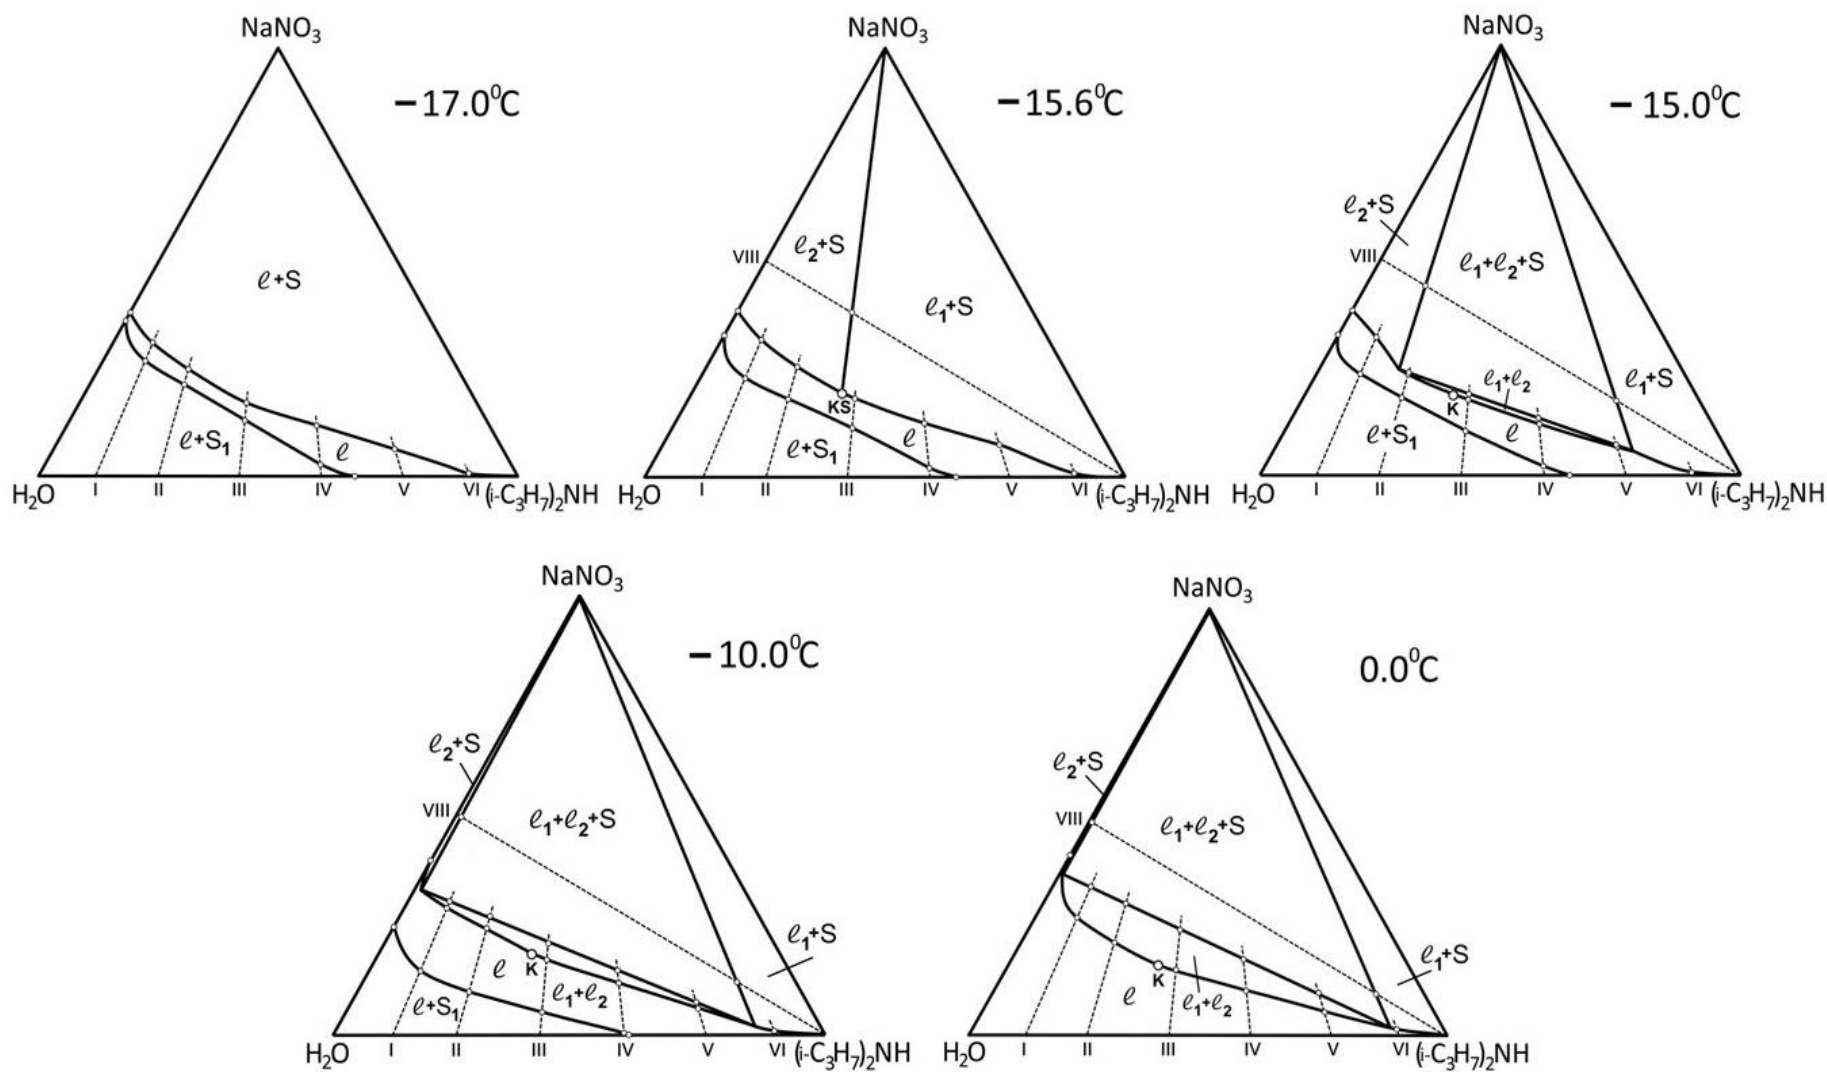 NaNO₃
−17.0⁰C
ℓ+S
ℓ+S₁
ℓ
H₂O I II III IV V VI (i-C₃H₇)₂NH
NaNO₃
−15.6⁰C
VIII
ℓ₂+S
ℓ₁+S
KS
ℓ
ℓ+S₁
H₂O I II III IV V VI (i-C₃H₇)₂NH
NaNO₃
− 15.0⁰C
ℓ₂+S
VIII
ℓ₁+ℓ₂+S
ℓ₁+S
ℓ₁+ℓ₂
K
ℓ+S₁
ℓ
H₂O I II III IV V VI (i-C₃H₇)₂NH
NaNO₃
−10.0⁰C
ℓ₂+S
VIII
ℓ₁+ℓ₂+S
ℓ₁+S
ℓ
K
ℓ₁+ℓ₂
ℓ+S₁
H₂O I II III IV V VI (i-C₃H₇)₂NH
NaNO₃
0.0⁰C
ℓ₂+S
VIII
ℓ₁+ℓ₂+S
ℓ₁+S
K
ℓ
ℓ₁+ℓ₂
H₂O I II III IV V VI (i-C₃H₇)₂NH